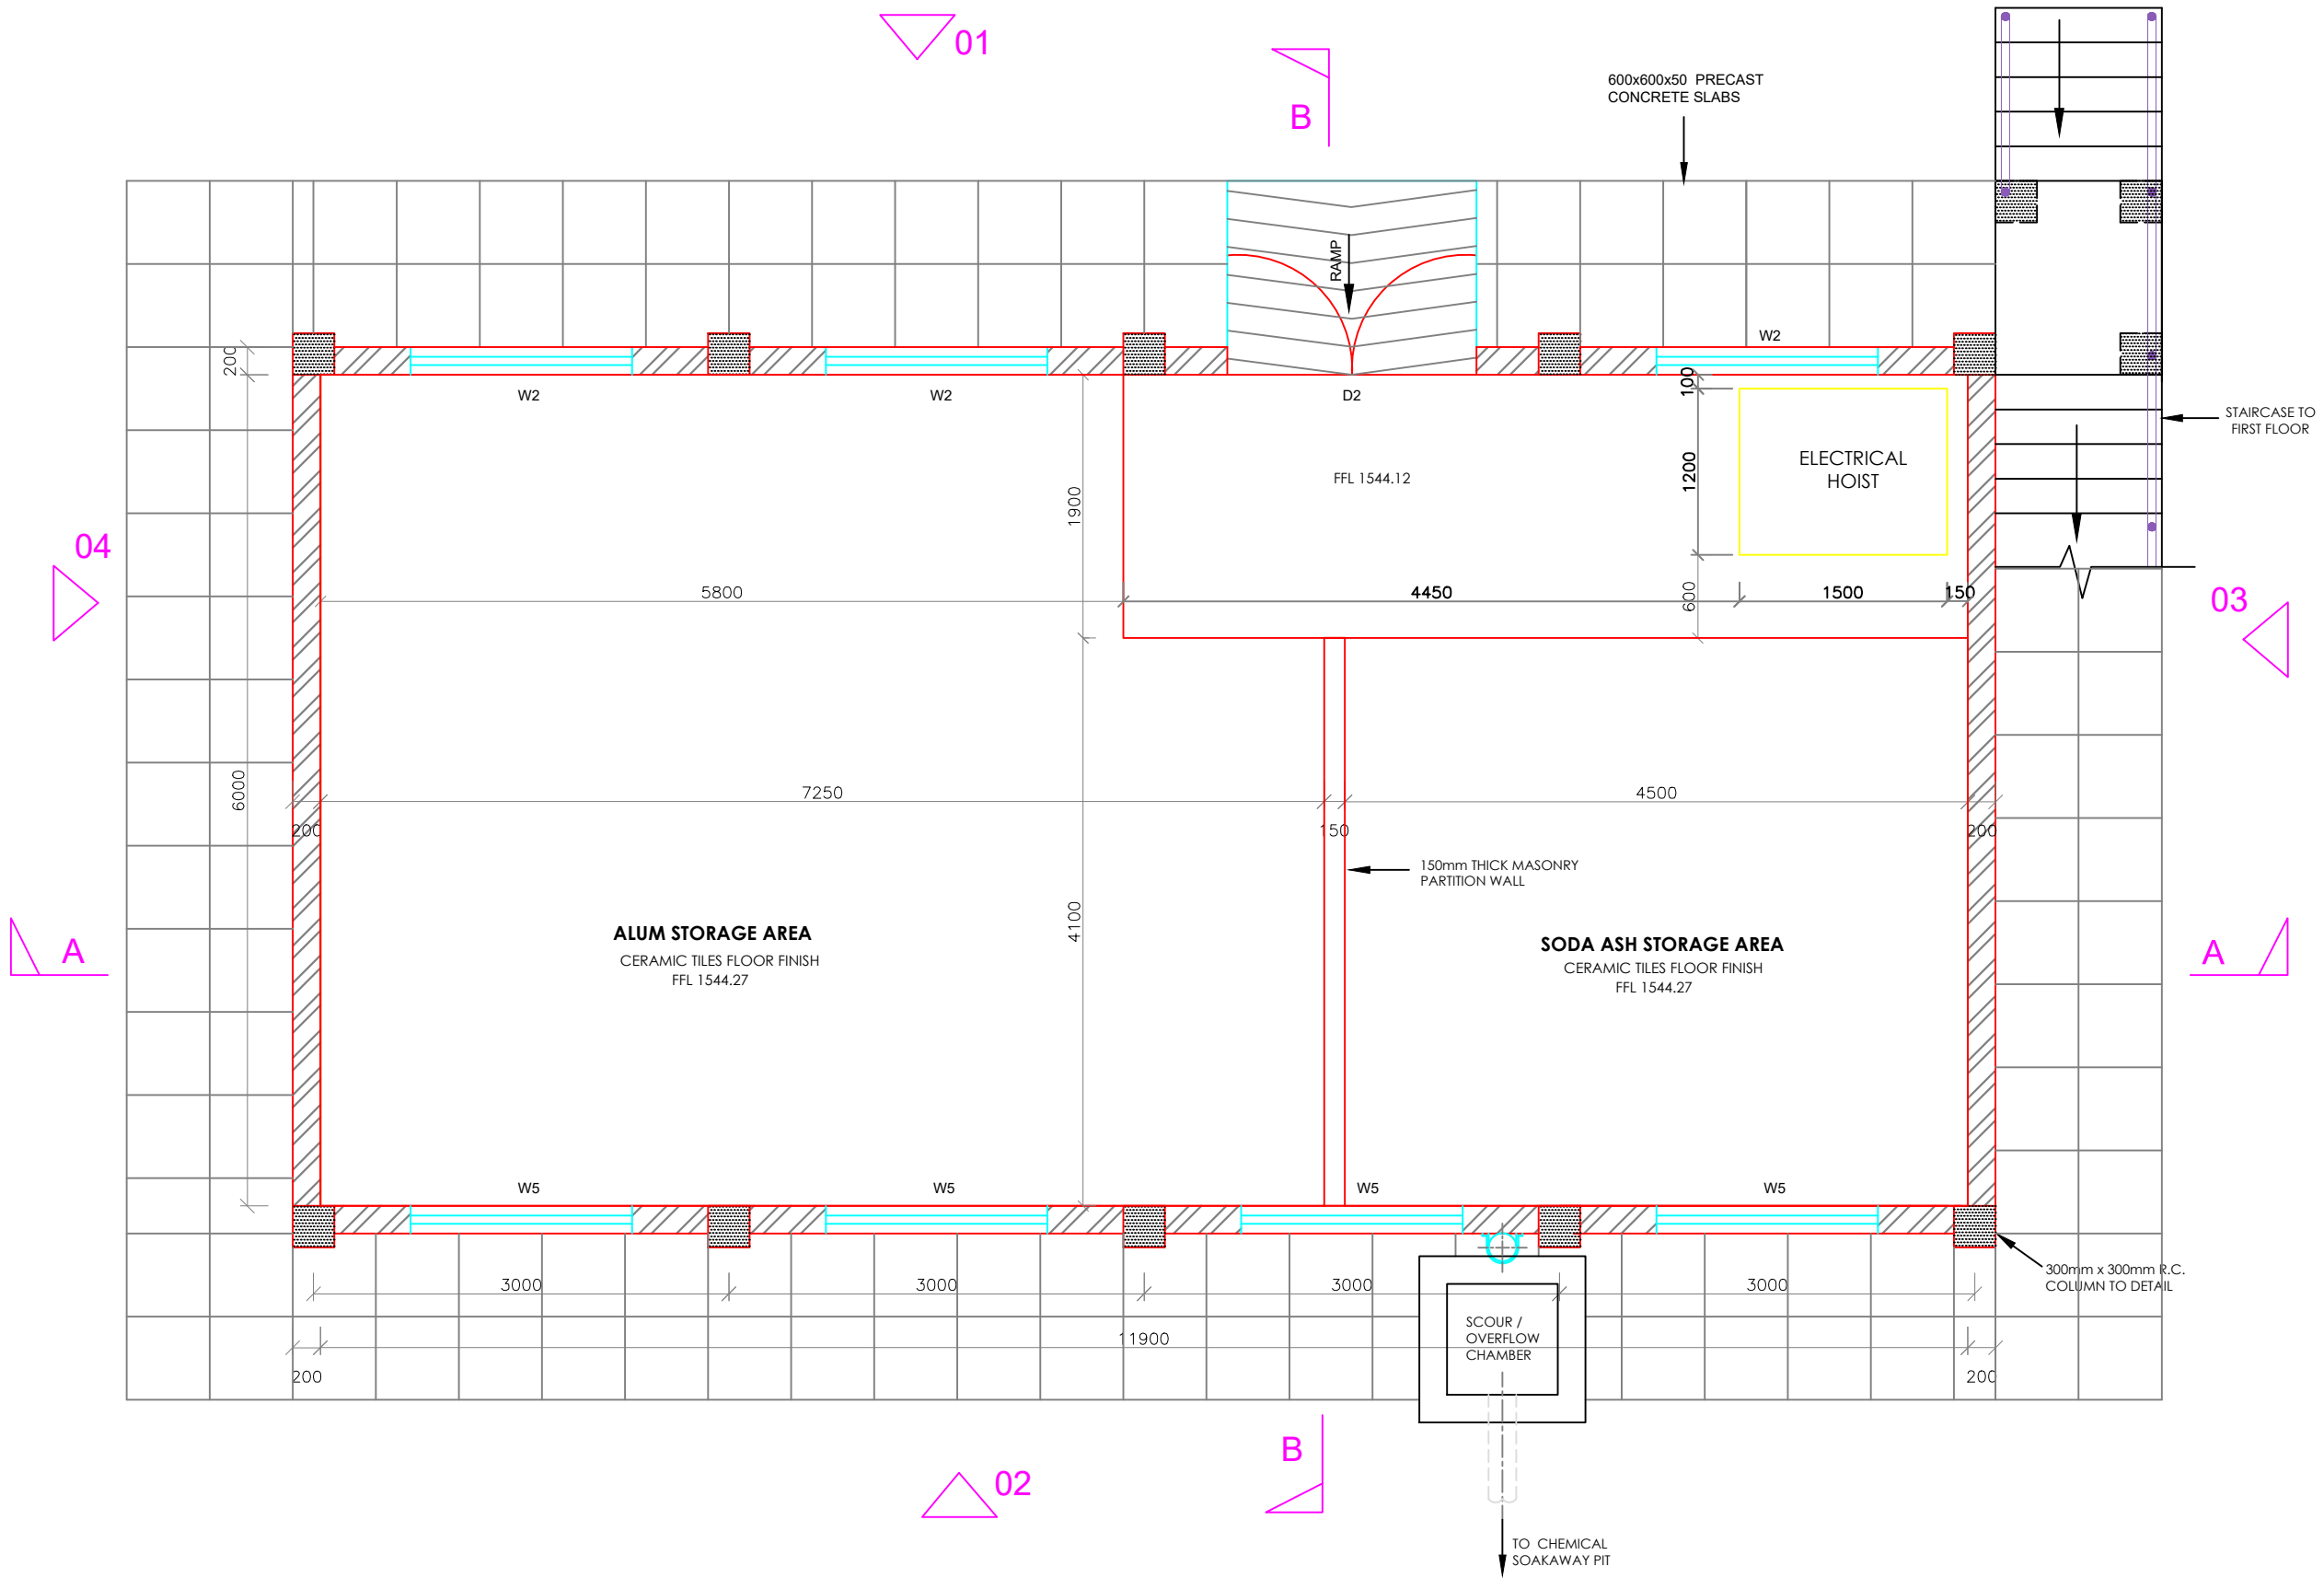 01
B
600x600x50 PRECAST
CONCRETE SLABS
RAMP
W2
200
W2
W2
D2
100
STAIRCASE TO
FIRST FLOOR
ELECTRICAL
HOIST
1200
FFL 1544.12
1900
04
5800
4450
600
1500
150
03
6000
7250
4500
200
150
200
150mm THICK MASONRY
PARTITION WALL
4100
ALUM STORAGE AREA
CERAMIC TILES FLOOR FINISH
FFL 1544.27
SODA ASH STORAGE AREA
CERAMIC TILES FLOOR FINISH
FFL 1544.27
A
A
W5
W5
W5
W5
300mm x 300mm R.C.
COLUMN TO DETAIL
3000
3000
3000
3000
SCOUR /
OVERFLOW
CHAMBER
11900
200
200
B
02
TO CHEMICAL
SOAKAWAY PIT